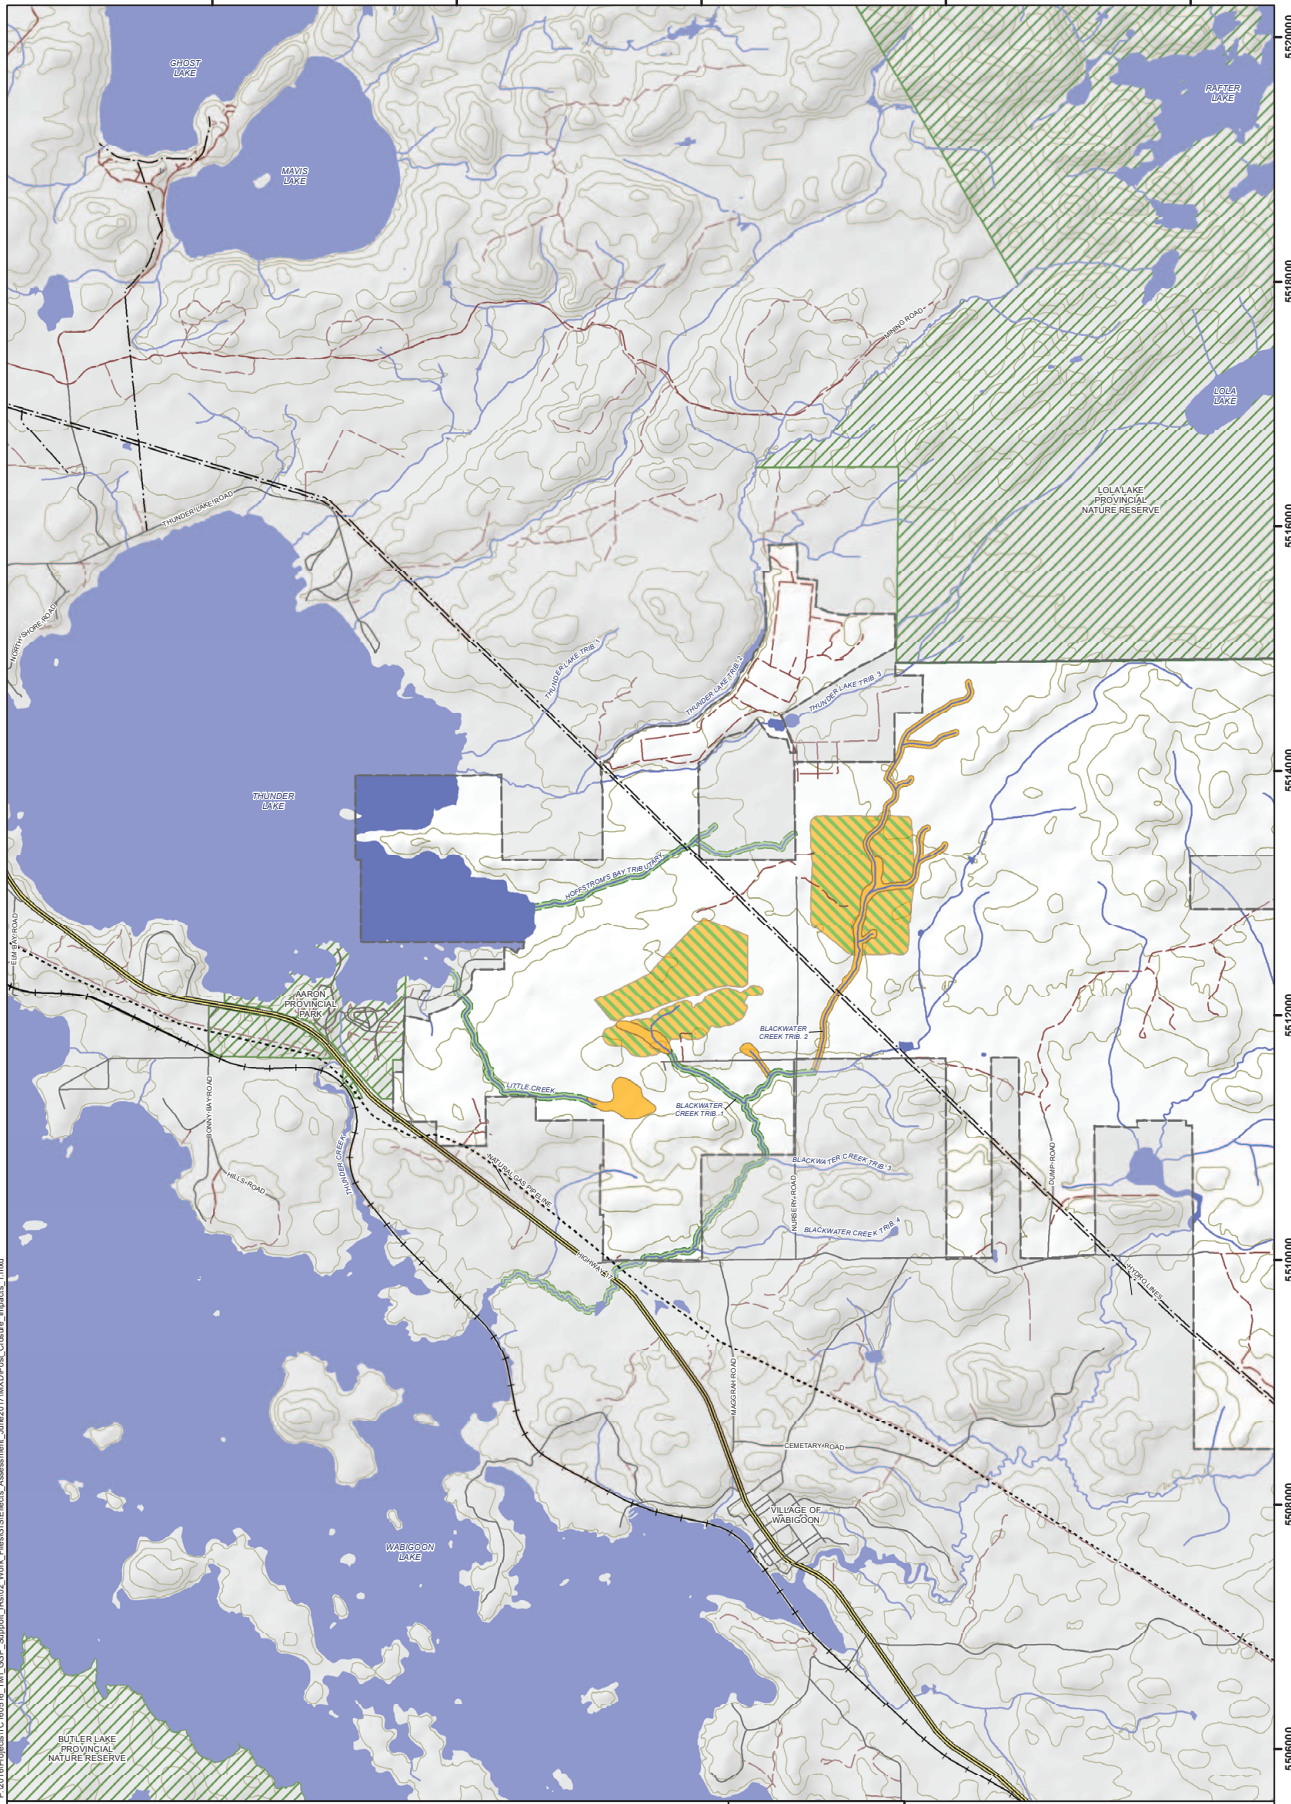 5520000
GHOST
LAKE
RAFTER
LAKE
MAVIS
LAKE
5518000
MINING ROAD
LOLA
LAKE
THUNDER LAKE ROAD
LOLA LAKE
PROVINCIAL
NATURE RESERVE
5516000
NORTH SHORE ROAD
THUNDER LAKE TRIB. 1
THUNDER LAKE TRIB. 2
THUNDER LAKE TRIB. 3
5514000
THUNDER
LAKE
HOFFSTROM'S BAY TRIBUTARY
ELM BAY ROAD
AARON
PROVINCIAL
PARK
5512000
BLACKWATER
CREEK TRIB. 2
LITTLE CREEK
BLACKWATER
CREEK TRIB. 1
BONNY BAY ROAD
THUNDER CREEK
HILLS ROAD
NATURAL GAS PIPELINE
BLACKWATER CREEK TRIB. 3
NURSERY ROAD
DUMP ROAD
BLACKWATER CREEK TRIB. 4
HIGHWAY 17
HYDRO LINES
5510000
MAGGRAH ROAD
CEMETARY ROAD
VILLAGE OF
WABIGOON
5508000
WABIGOON
LAKE
BUTLER LAKE
PROVINCIAL
NATURE RESERVE
5506000